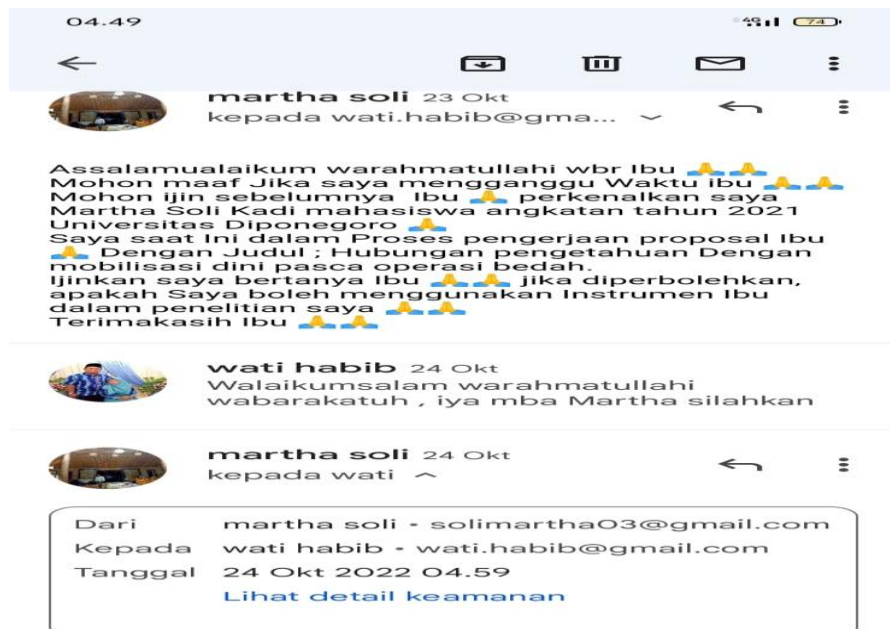 04.49
4G 74
martha soli 23 Okt
kepada wati.habib@gma...
Assalamualaikum warahmatullahi wbr Ibu 🙏 🙏
Mohon maaf Jika saya mengganggu Waktu ibu 🙏 🙏
Mohon ijin sebelumnya Ibu 🙏 perkenalkan saya
Martha Soli Kadi mahasiswa angkatan tahun 2021
Universitas Diponegoro 🙏
Saya saat Ini dalam Proses pengerjaan proposal Ibu
🙏 Dengan Judul ; Hubungan pengetahuan Dengan
mobilisasi dini pasca operasi bedah.
Ijinkan saya bertanya Ibu 🙏 🙏 jika diperbolehkan,
apakah Saya boleh menggunakan Instrumen Ibu
dalam penelitian saya 🙏 🙏
Terimakasih Ibu 🙏 🙏
wati habib 24 Okt
Walaikumsalam warahmatullahi
wabarakatuh , iya mba Martha silahkan
martha soli 24 Okt
kepada wati
Dari martha soli • solimartha03@gmail.com
Kepada wati habib • wati.habib@gmail.com
Tanggal 24 Okt 2022 04.59
Lihat detail keamanan